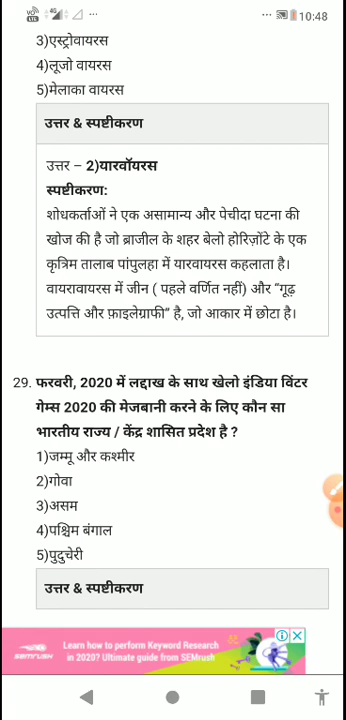 10:48
3)एस्ट्रोवायरस
4)लूजो वायरस
5)मेलाका वायरस
उत्तर & स्पष्टीकरण
उत्तर – 2)यारवॉयरस
स्पष्टीकरण:
शोधकर्ताओं ने एक असामान्य और पेचीदा घटना की
खोज की है जो ब्राजील के शहर बेलो होरिज़ोंटे के एक
कृत्रिम तालाब पांपुलहा में यारवायरस कहलाता है।
वायरावायरस में जीन ( पहले वर्णित नहीं) और “गूढ़
उत्पत्ति और फ़ाइलेग्राफी” है, जो आकार में छोटा है।
29. फरवरी, 2020 में लद्दाख के साथ खेलो इंडिया विंटर
गेम्स 2020 की मेजबानी करने के लिए कौन सा
भारतीय राज्य / केंद्र शासित प्रदेश है ?
1)जम्मू और कश्मीर
2)गोवा
3)असम
4)पश्चिम बंगाल
5)पुदुचेरी
उत्तर & स्पष्टीकरण
Learn how to perform Keyword Research
SEMRUSH in 2020? Ultimate guide from SEMrush